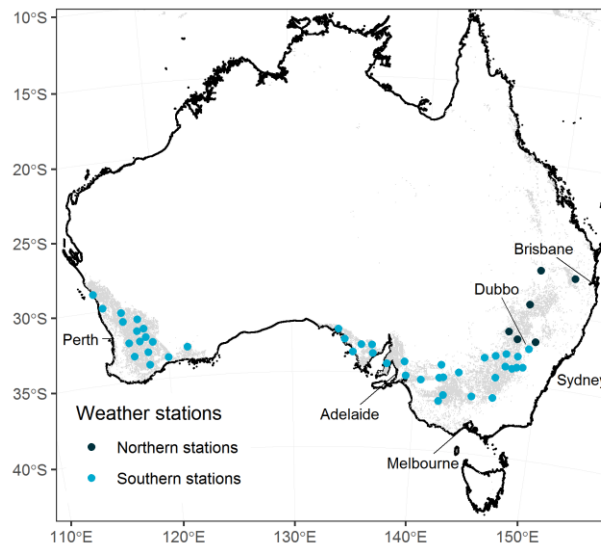 10°S
15°S
20°S
25°S
Brisbane
Dubbo
30°S
Perth
Sydney
35°S
Adelaide
Weather stations
Northern stations
Melbourne
Southern stations
40°S
110°E 120°E 130°E 140°E 150°E